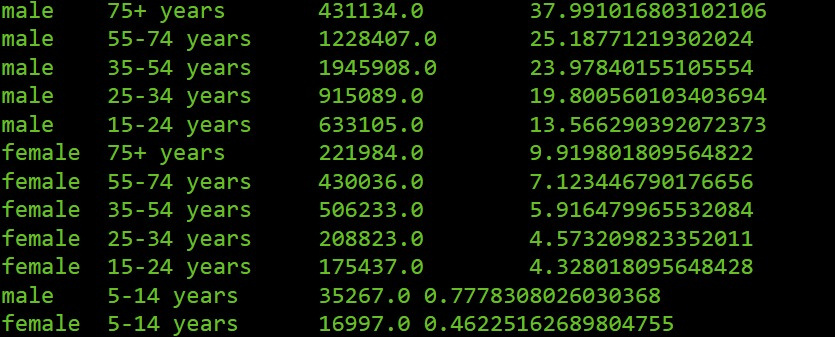 male 75+ years 431134.0 37.991016803102106
male 55-74 years 1228407.0 25.18771219302024
male 35-54 years 1945908.0 23.97840155105554
male 25-34 years 915089.0 19.800560103403694
male 15-24 years 633105.0 13.566290392072373
female 75+ years 221984.0 9.919801809564822
female 55-74 years 430036.0 7.123446790176656
female 35-54 years 506233.0 5.916479965532084
female 25-34 years 208823.0 4.573209823352011
female 15-24 years 175437.0 4.328018095648428
male 5-14 years 35267.0 0.7778308026030368
female 5-14 years 16997.0 0.46225162689804755